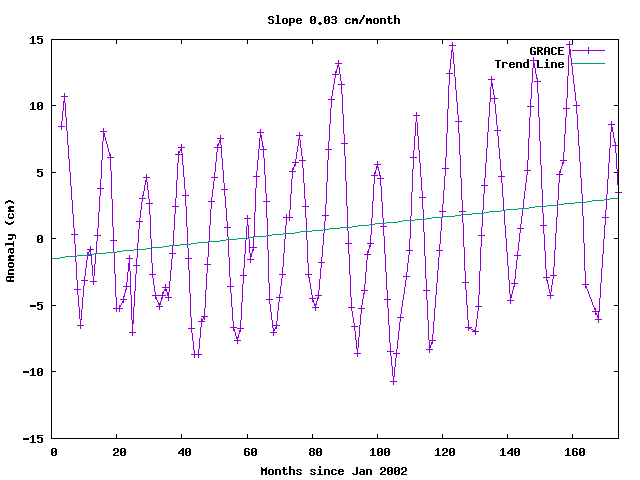 Slope 0.03 cm/month
GRACE
Trend Line
15
10
5
0
-5
-10
-15
Anomaly (cm)
0 20 40 60 80 100 120 140 160
Months since Jan 2002